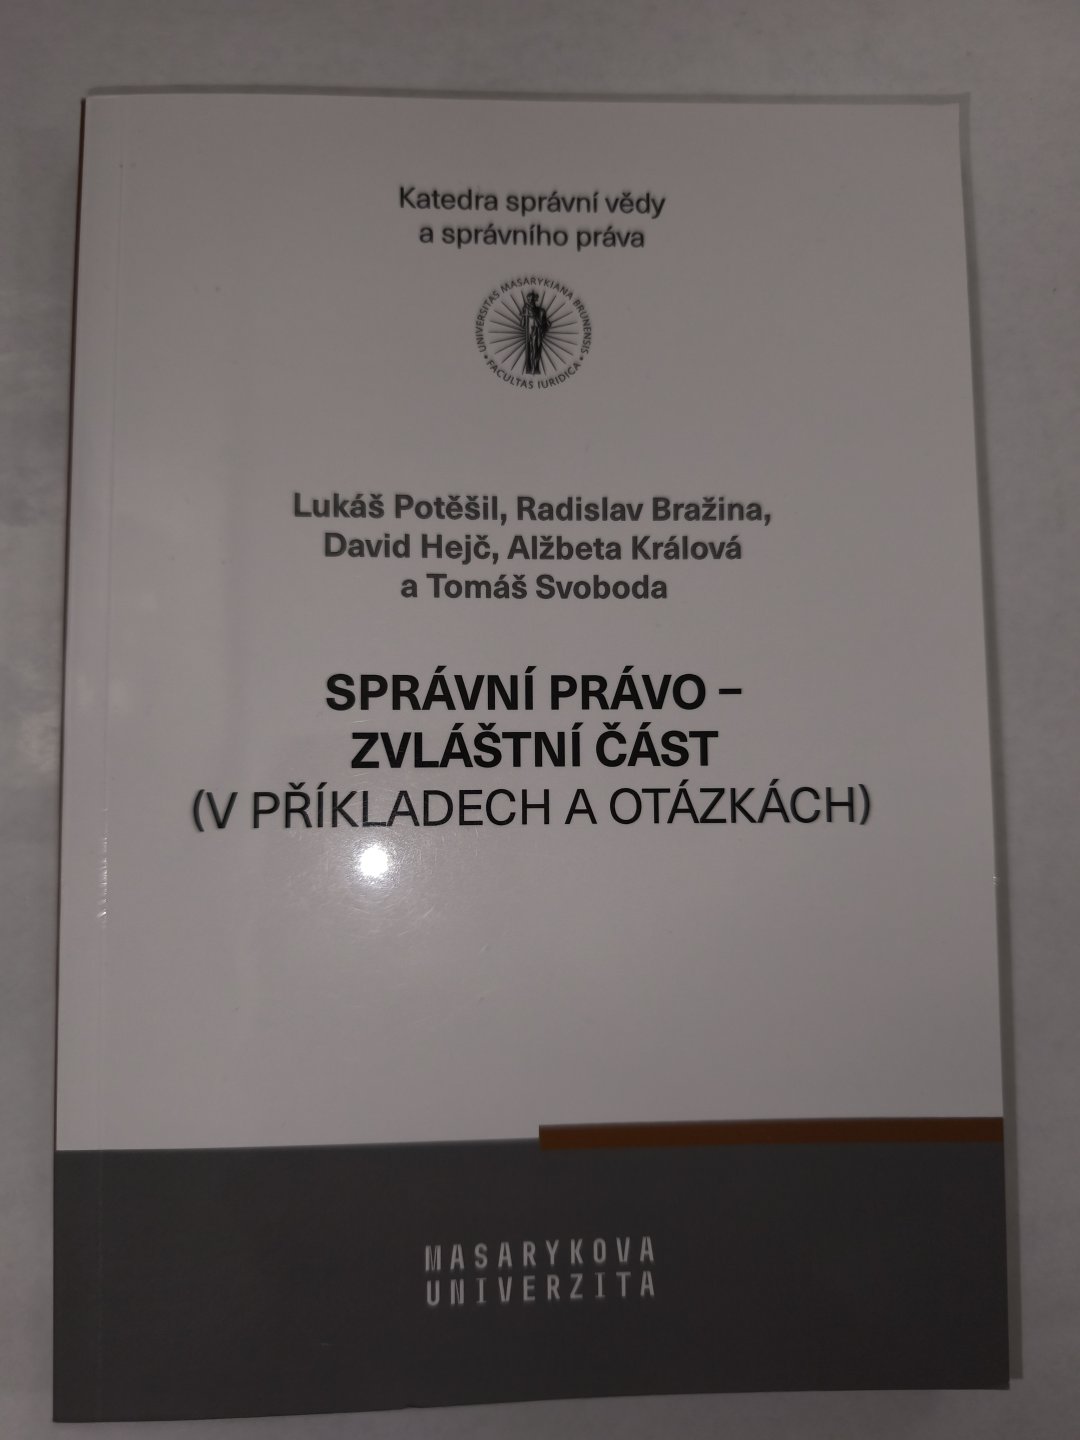 Katedra správní vědy
a správního práva
UNIVERSITAS MASARYKIANA BRUNENSIS
• FACULTAS IURIDICA •
Lukáš Potěšil, Radislav Bražina,
David Hejč, Alžbeta Králová
a Tomáš Svoboda
SPRÁVNÍ PRÁVO –
ZVLÁŠTNÍ ČÁST
(V PŘÍKLADECH A OTÁZKÁCH)
MASARYKOVA
UNIVERZITA